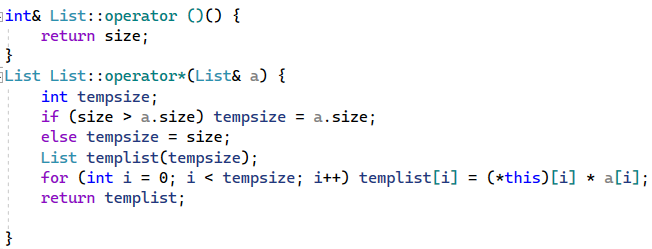 int& List::operator ()() {
    return size;
}
List List::operator*(List& a) {
    int tempsize;
    if (size > a.size) tempsize = a.size;
    else tempsize = size;
    List templist(tempsize);
    for (int i = 0; i < tempsize; i++) templist[i] = (*this)[i] * a[i];
    return templist;
}